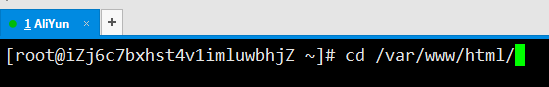 1 AliYun × +
[root@iZj6c7bxhst4v1imluwbhjZ ~]# cd /var/www/html/